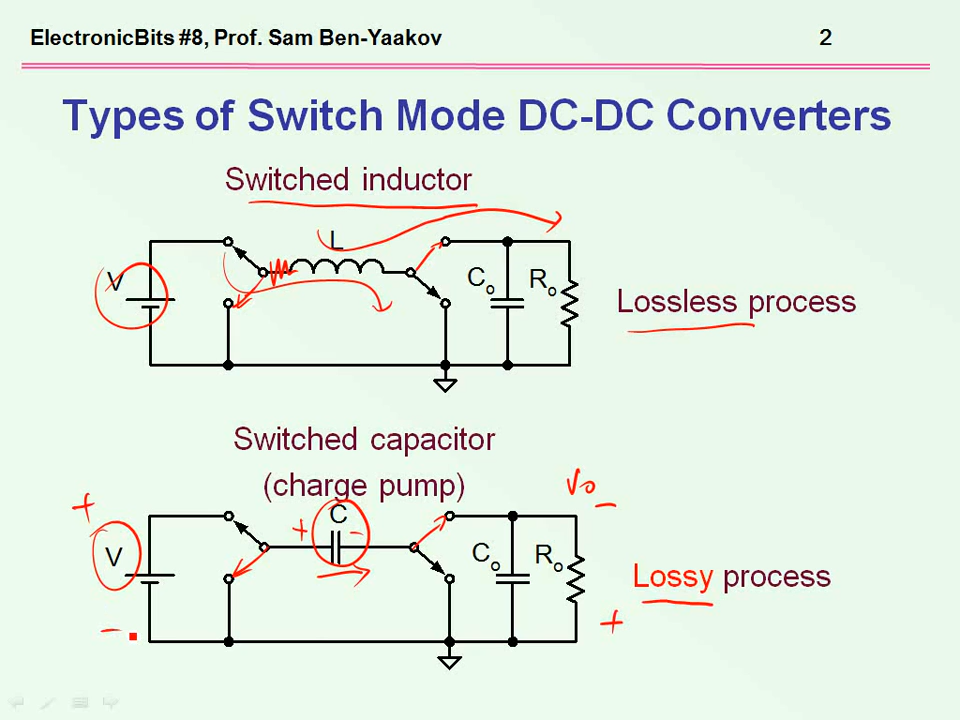 ElectronicBits #8, Prof. Sam Ben-Yaakov 2
Types of Switch Mode DC-DC Converters
Switched inductor
L
V
Co
Ro
Lossless process
Switched capacitor
(charge pump)
Vo
+
-
+ C -
V
Co
Ro
Lossy process
-
+